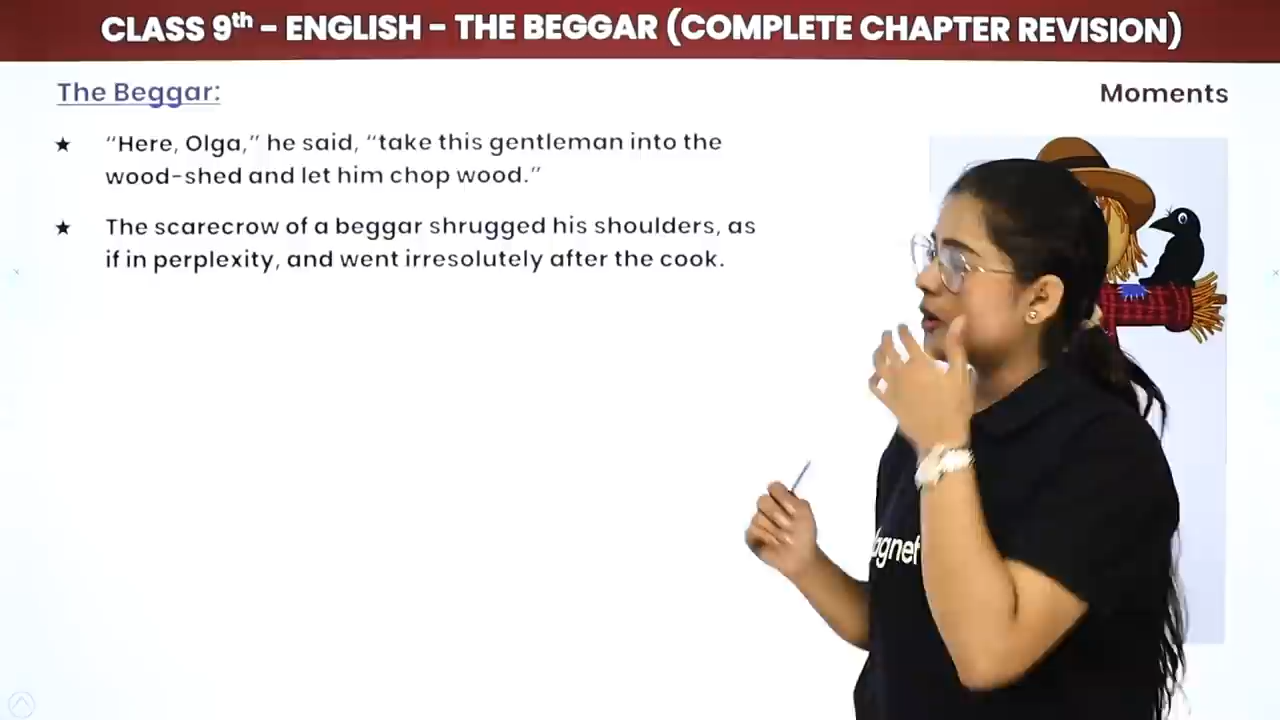 CLASS 9th – ENGLISH – THE BEGGAR (COMPLETE CHAPTER REVISION)
The Beggar:
Moments
★ “Here, Olga,” he said, “take this gentleman into the
wood-shed and let him chop wood.”
★ The scarecrow of a beggar shrugged his shoulders, as
if in perplexity, and went irresolutely after the cook.